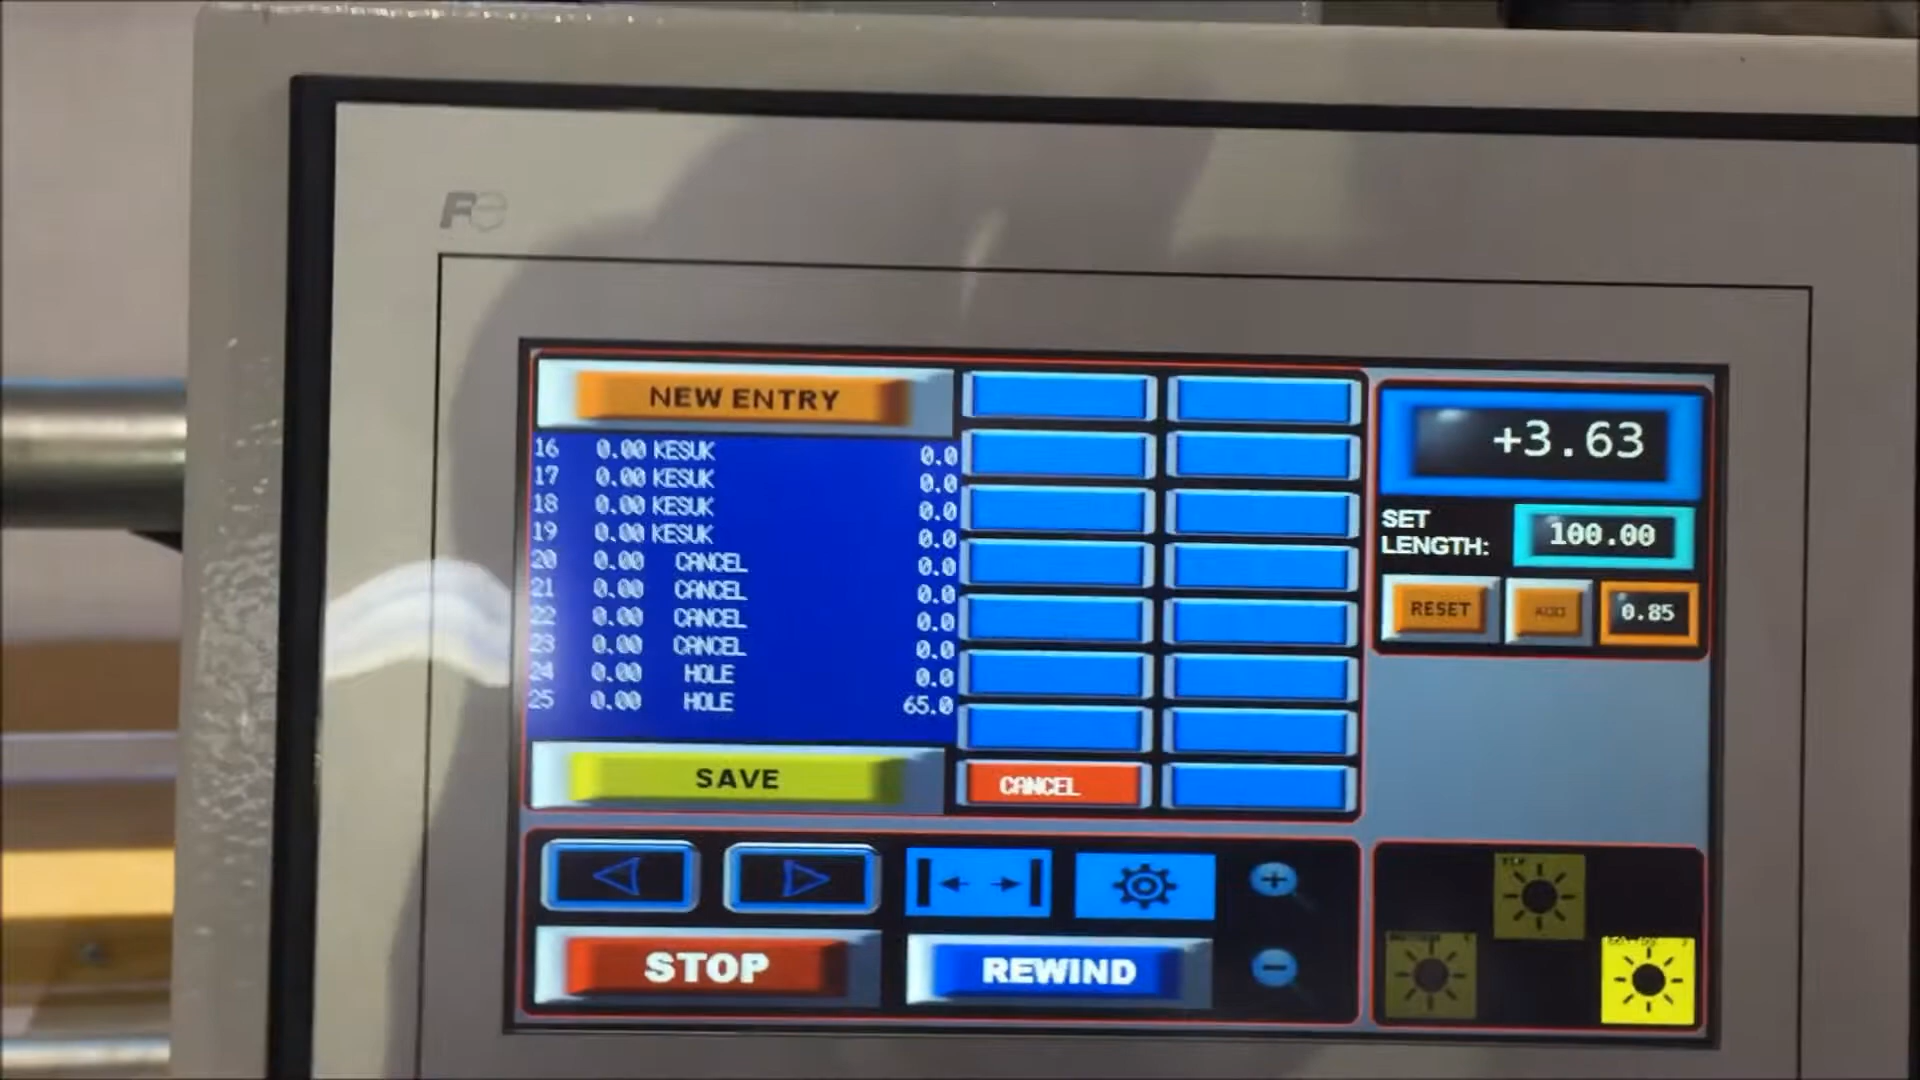 NEW ENTRY
16 0.00 KESUK 0.0
17 0.00 KESUK 0.0
18 0.00 KESUK 0.0
19 0.00 KESUK 0.0
20 0.00 CANCEL 0.0
21 0.00 CANCEL 0.0
22 0.00 CANCEL 0.0
23 0.00 CANCEL 0.0
24 0.00 HOLE 0.0
25 0.00 HOLE 65.0
SAVE
CANCEL
STOP
REWIND
+3.63
SET
LENGTH:
100.00
RESET
ADD
0.85